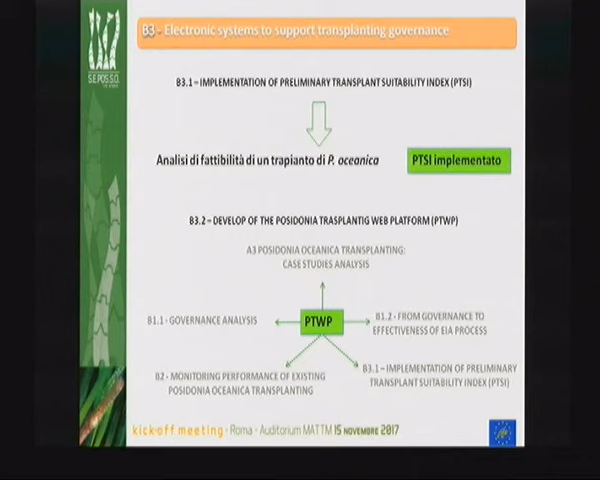 S.E.POS.S.O.
B3 - Electronic systems to support transplanting governance
B3.1 – IMPLEMENTATION OF PRELIMINARY TRANSPLANT SUITABILITY INDEX (PTSI)
Analisi di fattibilità di un trapianto di P. oceanica
PTSI implementato
B3.2 – DEVELOP OF THE POSIDONIA TRASPLANTIG WEB PLATFORM (PTWP)
A3 POSIDONIA OCEANICA TRANSPLANTING:
CASE STUDIES ANALYSIS
B1.1 - GOVERNANCE ANALYSIS
PTWP
B1.2 - FROM GOVERNANCE TO
EFFECTIVENESS OF EIA PROCESS
B2 - MONITORING PERFORMANCE OF EXISTING
POSIDONIA OCEANICA TRANSPLANTING
B3.1 – IMPLEMENTATION OF PRELIMINARY
TRANSPLANT SUITABILITY INDEX (PTSI)
kick-off meeting - Roma - Auditorium MATTM 15 NOVEMBRE 2017